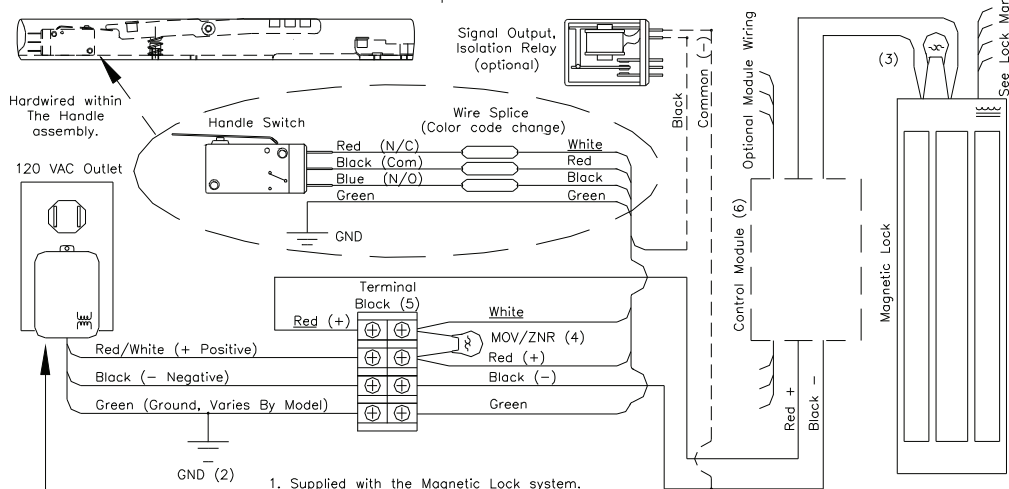 Signal Output,
Isolation Relay
(optional)
Hardwired within
The Handle
assembly.
Handle Switch
Wire Splice
(Color code change)
Red (N/C)
White
Black (Com)
Red
Blue (N/O)
Black
Green
Green
GND
120 VAC Outlet
Black
Common (-)
Optional Module Wiring
Control Module (6)
(3)
Magnetic Lock
See Lock Man
Terminal
Block (5)
Red (+)
White
MOV/ZNR (4)
Red/White (+ Positive)
Red (+)
Black (- Negative)
Black (-)
Green (Ground, Varies By Model)
Green
GND (2)
Red +
Black -
1. Supplied with the Magnetic Lock system.